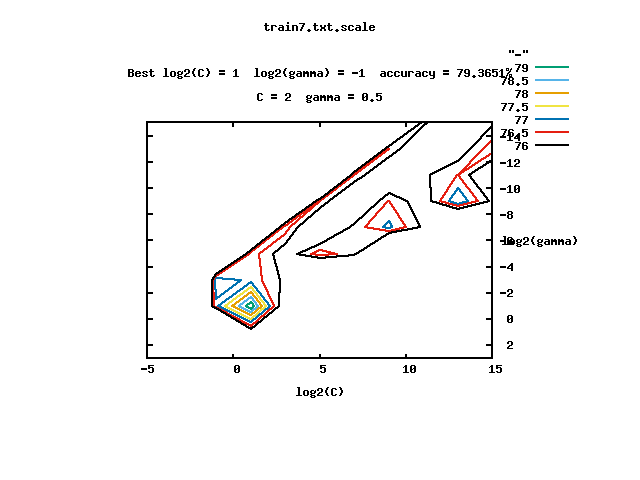 train7.txt.scale
"-"
Best log2(C) = 1  log2(gamma) = -1  accuracy = 79.3651%
C = 2  gamma = 0.5
79
78.5
78
77.5
77
76.5
76
-14
-12
-10
-8
-6
log2(gamma)
-4
-2
0
2
-5 0 5 10 15
log2(C)